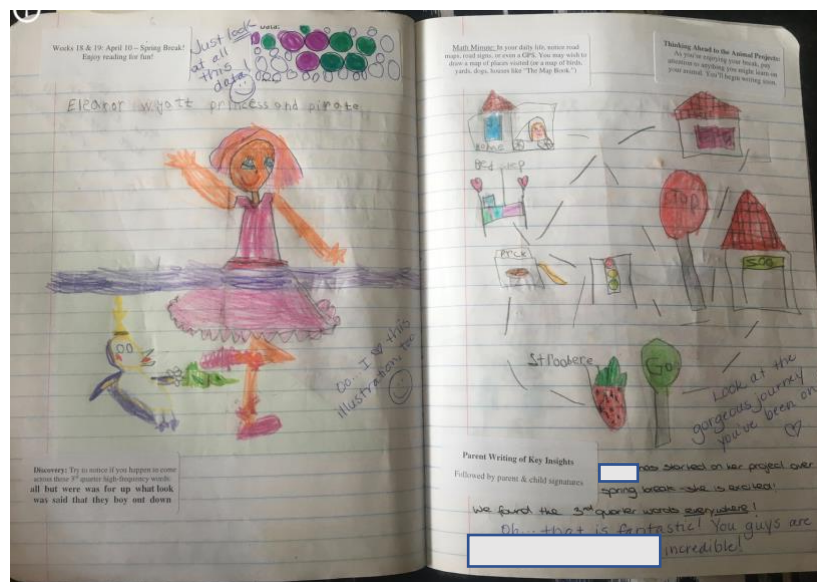 Weeks 18 & 19: April 10 – Spring Break!
Enjoy reading for fun!
Just look
at all
this
data!
Eleanor wyatt princess and pirate
Oo... I ♡ this
illustration, too
Discovery: Try to notice if you happen to come
across these 3rd quarter high-frequency words:
all but were was for up what look
was said that they boy out down
Math Minute: In your daily life, notice road
maps, road signs, or even a GPS. You may wish to
draw a map of places visited (or a map of birds,
yards, dogs, houses like "The Map Book.")
Thinking Ahead to the Animal Projects:
As you're enjoying your break, pay
attention to anything you might learn on
your animal. You'll begin writing soon.
home
Bed
Stop
Prck
Stroobere
Go
Look at the
gorgeous journey
you've been on
♡
Parent Writing of Key Insights
Followed by parent & child signatures
has started on her project over
spring break - she is excited!
We found the 3rd quarter words everywhere!
Oh... that is fantastic! You guys are
incredible!